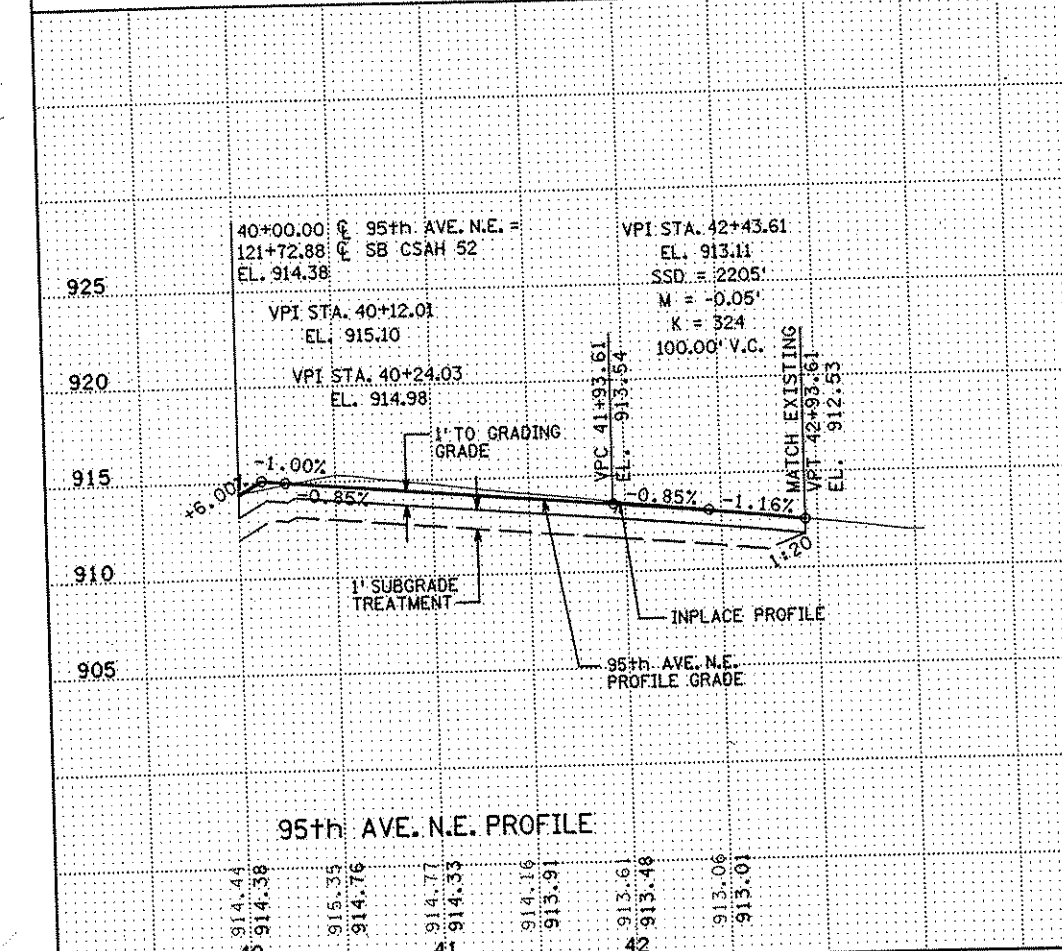 40+00.00 ℄ 95th AVE. N.E. =
121+72.88 ℄ SB CSAH 52
EL. 914.38
VPI STA. 40+12.01
EL. 915.10
VPI STA. 40+24.03
EL. 914.98
VPI STA. 42+43.61
EL. 913.11
SSD = 2205'
M = -0.05'
K = 324
100.00' V.C.
925
920
915
910
905
VPC 41+93.61
EL. 913.54
MATCH EXISTING
VPT 42+93.61
EL. 912.53
1' TO GRADING
GRADE
+6.00%
-1.00%
-0.85%
-0.85%
-1.16%
1:20
1' SUBGRADE
TREATMENT
INPLACE PROFILE
95th AVE. N.E.
PROFILE GRADE
95th AVE. N.E. PROFILE
914.44
914.38
915.35
914.76
914.77
914.33
914.16
913.91
913.61
913.48
913.06
913.01
40
41
42